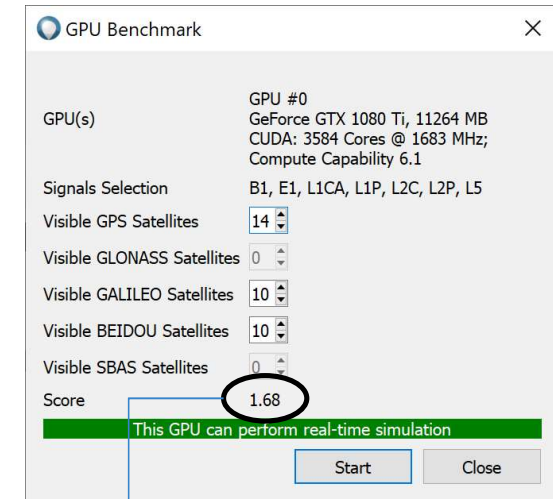 GPU Benchmark
GPU(s)
GPU #0
GeForce GTX 1080 Ti, 11264 MB
CUDA: 3584 Cores @ 1683 MHz;
Compute Capability 6.1
Signals Selection B1, E1, L1CA, L1P, L2C, L2P, L5
Visible GPS Satellites 14
Visible GLONASS Satellites 0
Visible GALILEO Satellites 10
Visible BEIDOU Satellites 10
Visible SBAS Satellites 0
Score 1.68
This GPU can perform real-time simulation
Start Close